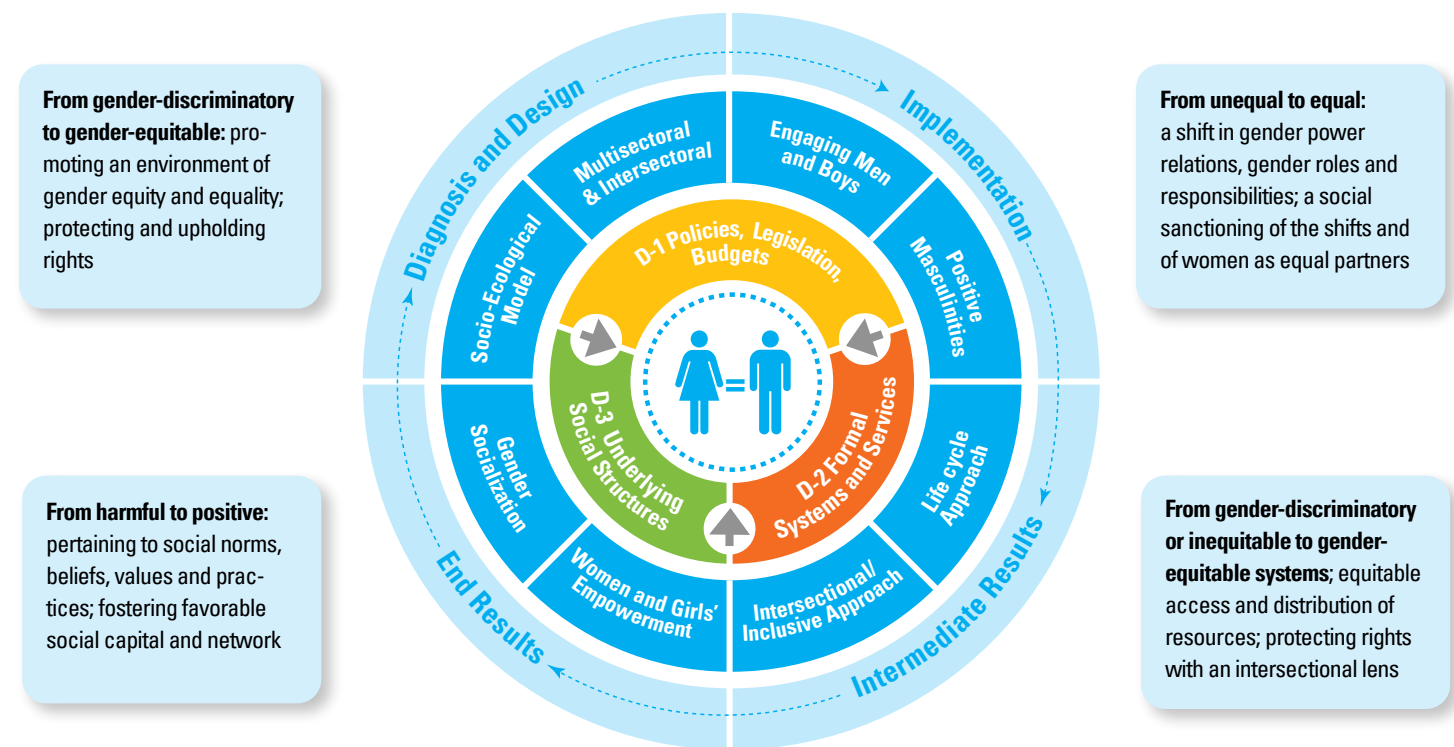 From gender-discriminatory
to gender-equitable: pro-
moting an environment of
gender equity and equality;
protecting and upholding
rights
From unequal to equal:
a shift in gender power
relations, gender roles and
responsibilities; a social
sanctioning of the shifts and
of women as equal partners
Diagnosis and Design
Implementation
Intermediate Results
End Results
Multisectoral
& Intersectoral
Engaging Men
and Boys
Positive
Masculinities
Life cycle
Approach
Intersectional/
Inclusive Approach
Women and Girls’
Empowerment
Gender
Socialization
Socio-Ecological
Model
D-1 Policies, Legislation,
Budgets
D-2 Formal
Systems and Services
D-3 Underlying
Social Structures
=
From harmful to positive:
pertaining to social norms,
beliefs, values and prac-
tices; fostering favorable
social capital and network
From gender-discriminatory
or inequitable to gender-
equitable systems; equitable
access and distribution of
resources; protecting rights
with an intersectional lens